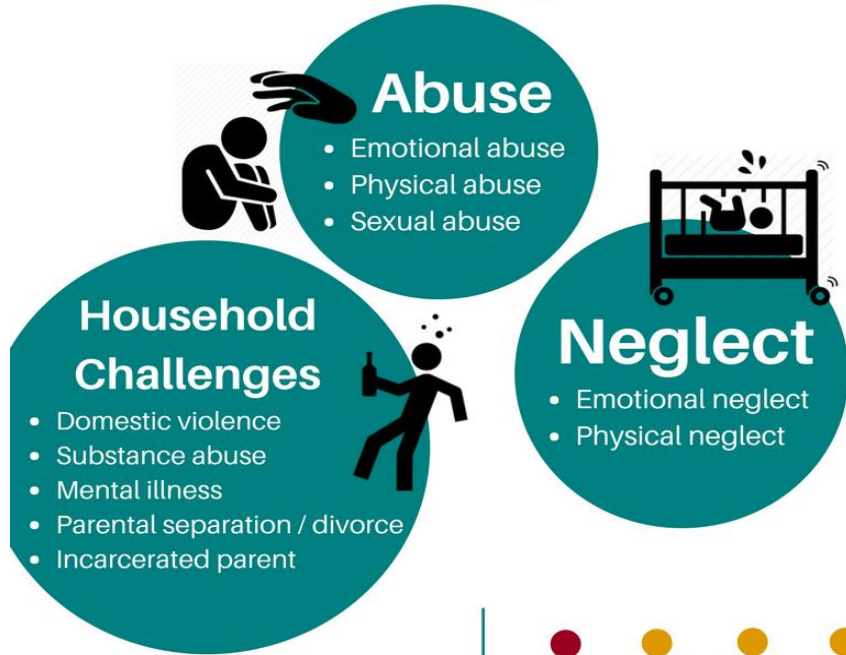 Abuse
• Emotional abuse
• Physical abuse
• Sexual abuse
Household
Challenges
• Domestic violence
• Substance abuse
• Mental illness
• Parental separation / divorce
• Incarcerated parent
Neglect
• Emotional neglect
• Physical neglect